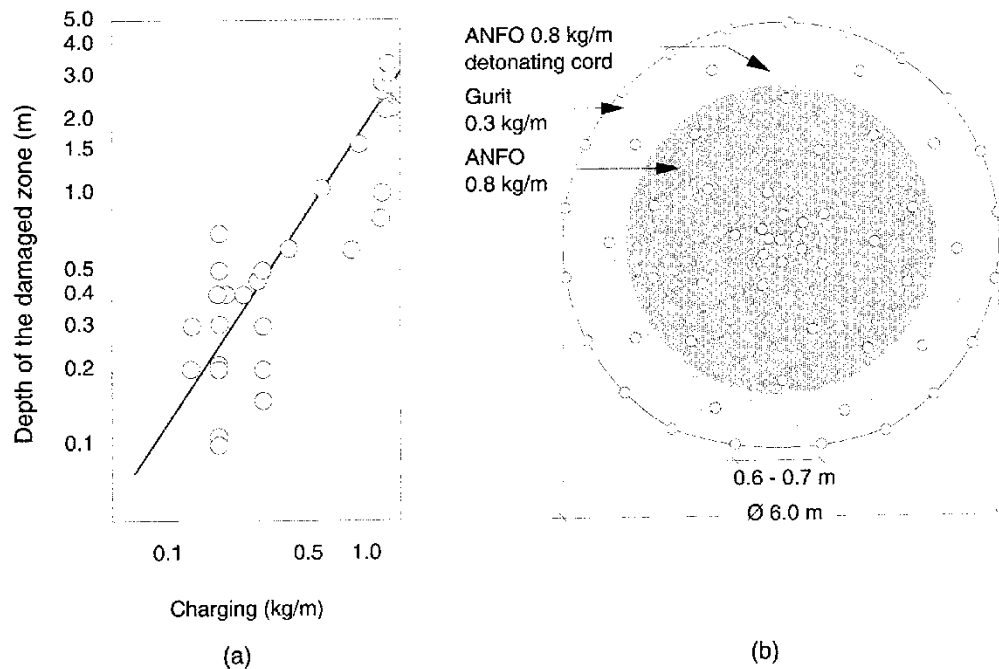 5.0
4.0
3.0
2.0
1.5
1.0
0.5
0.4
0.3
0.2
0.1
Depth of the damaged zone (m)
0.1 0.5 1.0
Charging (kg/m)
(a)
ANFO 0.8 kg/m
detonating cord
Gurit
0.3 kg/m
ANFO
0.8 kg/m
0.6 - 0.7 m
Ø 6.0 m
(b)